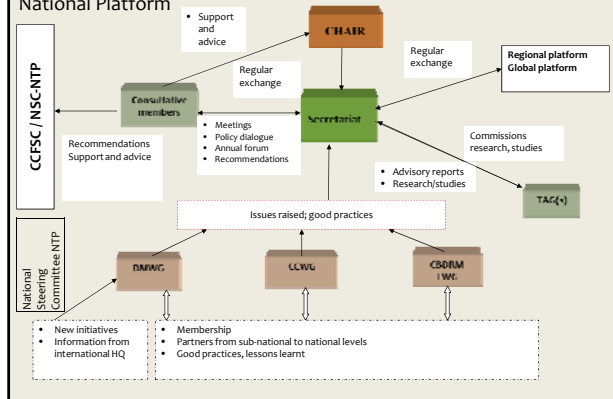 National Platform
• Support
and
advice
CHAIR
Regular
exchange
Regional platform
Global platform
CCFSC / NSC-NTP
Consultative
members
Regular
exchange
Secretariat
Recommendations
Support and advice
• Meetings
• Policy dialogue
• Annual forum
• Recommendations
Commissions
research, studies
• Advisory reports
• Research/studies
TAG(s)
Issues raised; good practices
National
Steering
Committee NTP
DMWG
CCWG
CBDRM
TWG
• New initiatives
• Information from
international HQ
• Membership
• Partners from sub-national to national levels
• Good practices, lessons learnt